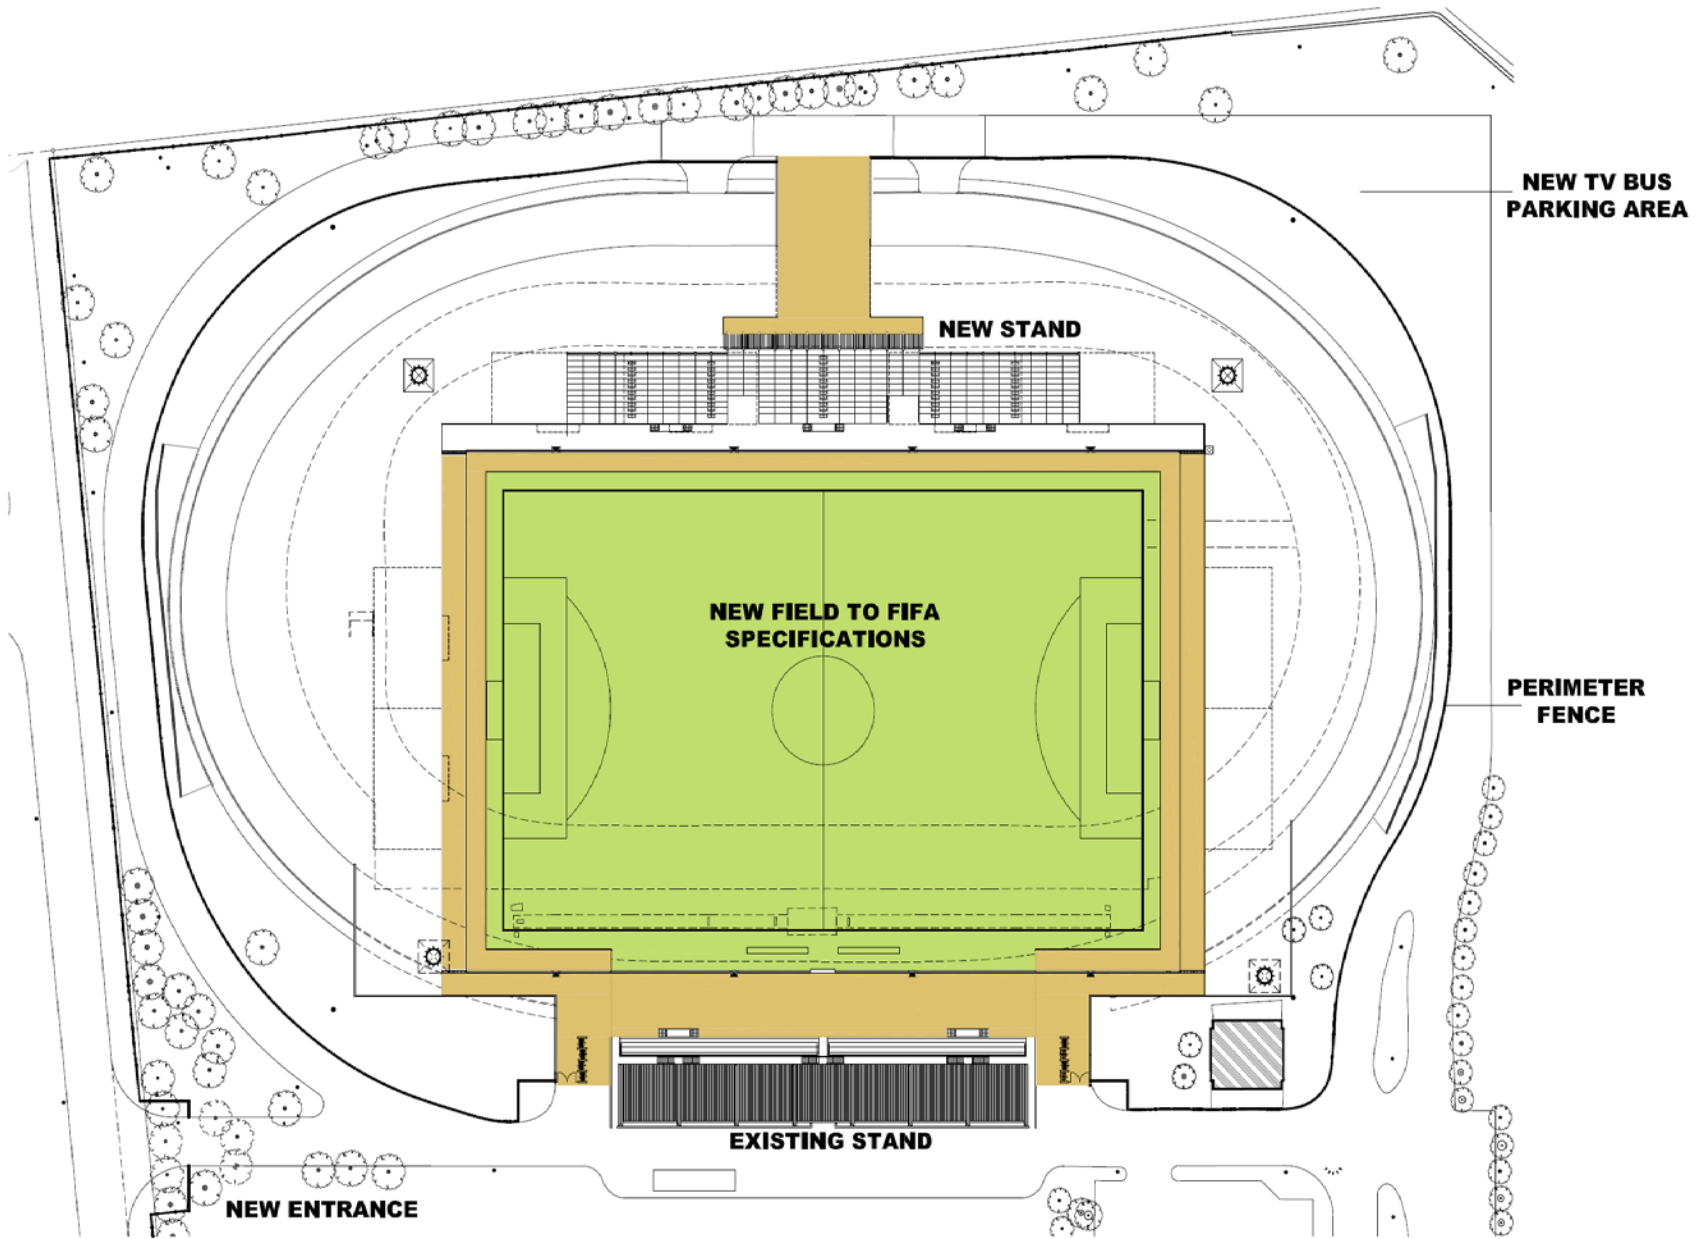 NEW TV BUS
PARKING AREA
NEW STAND
NEW FIELD TO FIFA
SPECIFICATIONS
PERIMETER
FENCE
EXISTING STAND
NEW ENTRANCE